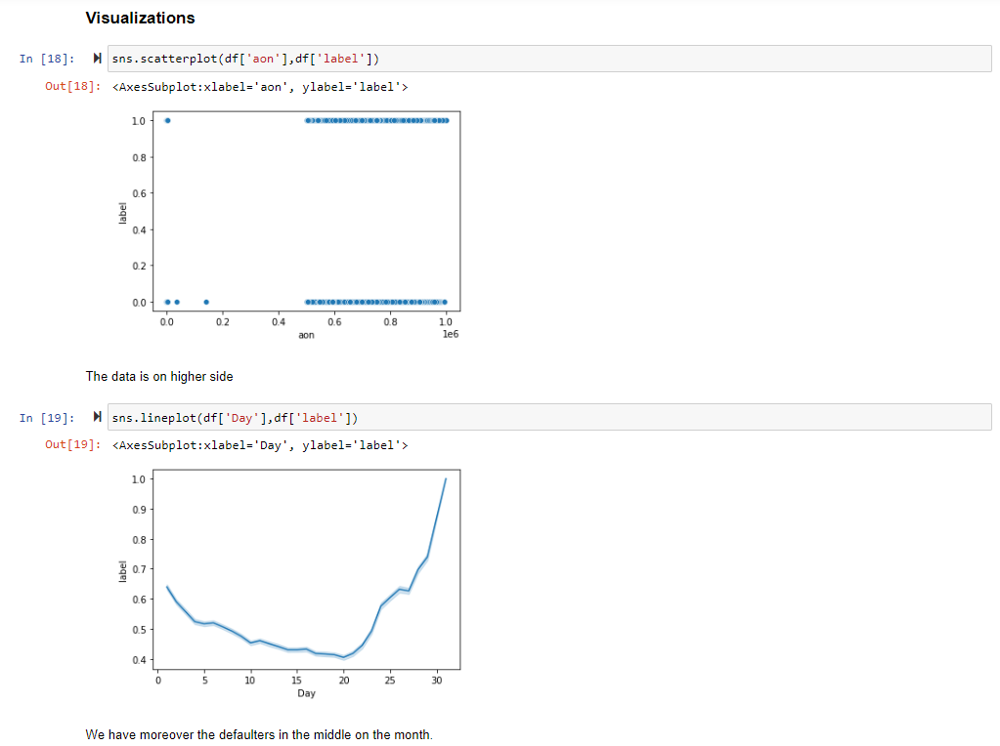 Visualizations
In [18]: sns.scatterplot(df['aon'],df['label'])
Out[18]: <AxesSubplot:xlabel='aon', ylabel='label'>
1.0
0.8
0.6
0.4
0.2
0.0
label
0.0 0.2 0.4 0.6 0.8 1.0
aon 1e6
The data is on higher side
In [19]: sns.lineplot(df['Day'],df['label'])
Out[19]: <AxesSubplot:xlabel='Day', ylabel='label'>
1.0
0.9
0.8
0.7
0.6
0.5
0.4
label
0 5 10 15 20 25 30
Day
We have moreover the defaulters in the middle on the month.